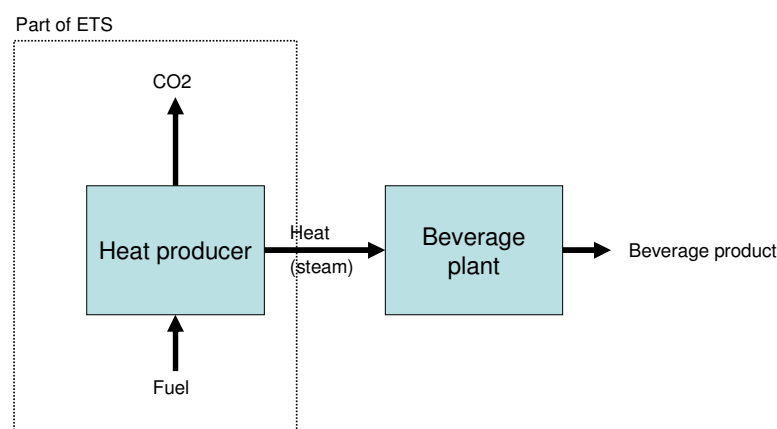 Part of ETS
CO2
Heat producer
Heat
(steam)
Beverage
plant
Beverage product
Fuel